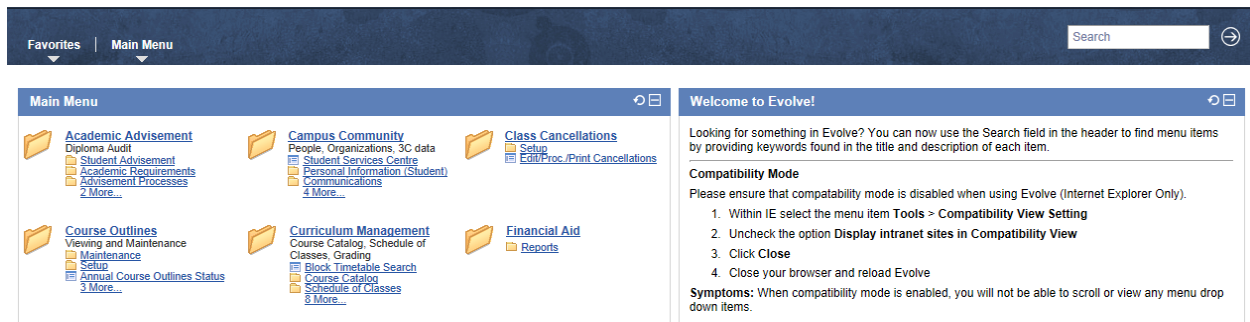 Favorites
Main Menu
Search
Main Menu
Academic Advisement
Diploma Audit
Student Advisement
Academic Requirements
Advisement Processes
2 More...
Campus Community
People, Organizations, 3C data
Student Services Centre
Personal Information (Student)
Communications
4 More...
Class Cancellations
Setup
Edit/Proc./Print Cancellations
Course Outlines
Viewing and Maintenance
Maintenance
Setup
Annual Course Outlines Status
3 More...
Curriculum Management
Course Catalog, Schedule of
Classes, Grading
Block Timetable Search
Course Catalog
Schedule of Classes
8 More...
Financial Aid
Reports
Welcome to Evolve!
Looking for something in Evolve? You can now use the Search field in the header to find menu items
by providing keywords found in the title and description of each item.
Compatibility Mode
Please ensure that compatability mode is disabled when using Evolve (Internet Explorer Only).
1. Within IE select the menu item Tools > Compatibility View Setting
2. Uncheck the option Display intranet sites in Compatibility View
3. Click Close
4. Close your browser and reload Evolve
Symptoms: When compatibility mode is enabled, you will not be able to scroll or view any menu drop
down items.